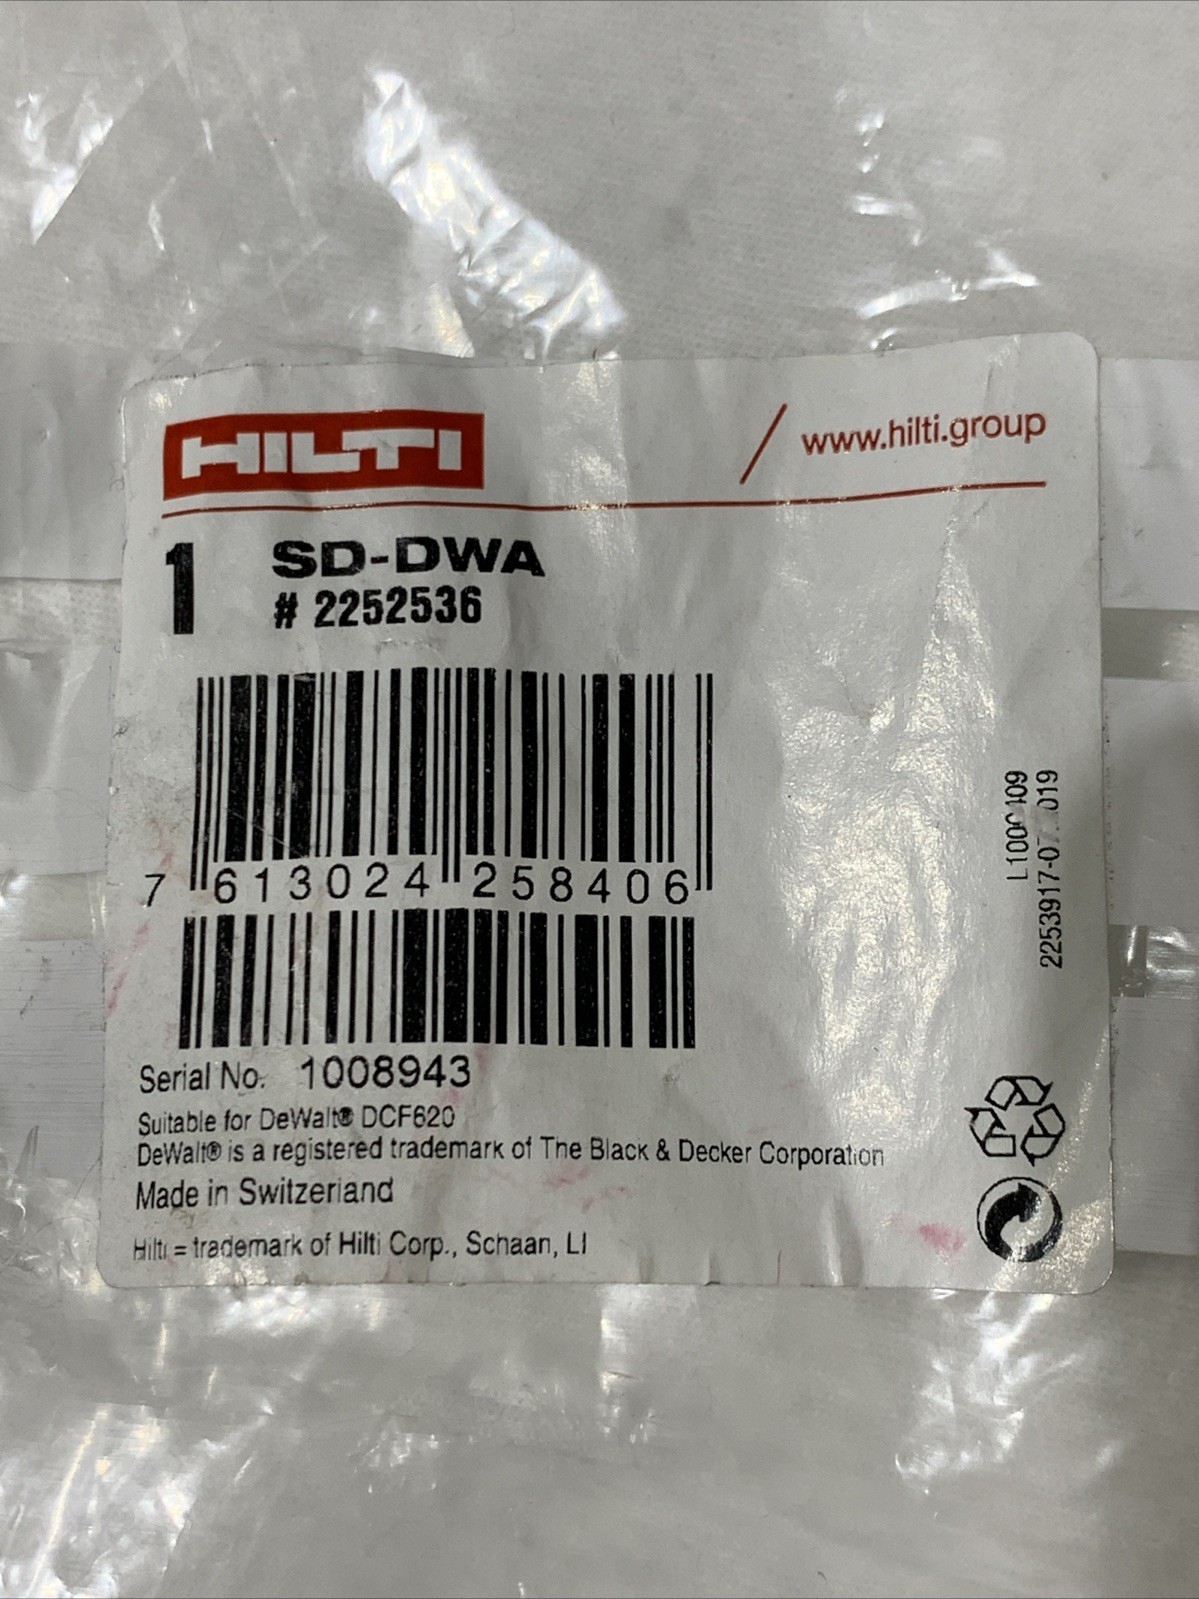 HILTI
/ www.hilti.group
1 SD-DWA
# 2252536
7 613024 258406
Serial No. 1008943
Suitable for DeWalt® DCF620
DeWalt® is a registered trademark of The Black & Decker Corporation
Made in Switzerland
Hilti = trademark of Hilti Corp., Schaan, LI